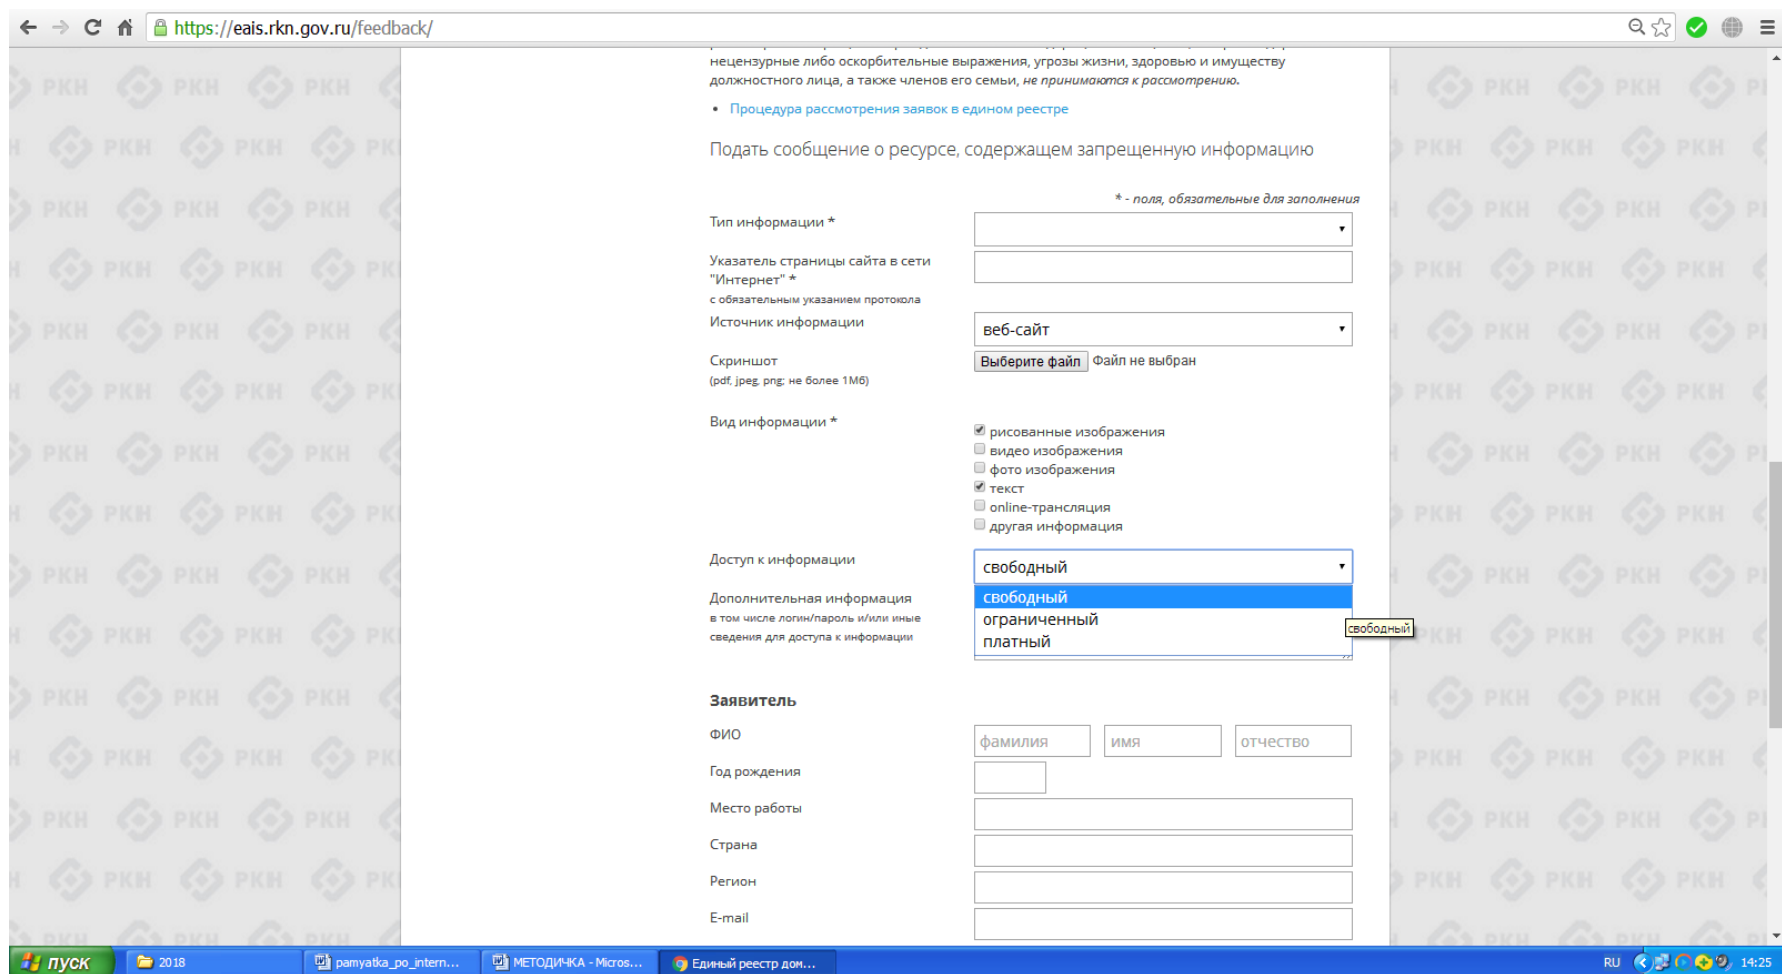 https://eais.rkn.gov.ru/feedback/
нецензурные либо оскорбительные выражения, угрозы жизни, здоровью и имуществу
должностного лица, а также членов его семьи, не принимаются к рассмотрению.
• Процедура рассмотрения заявок в едином реестре
Подать сообщение о ресурсе, содержащем запрещенную информацию
* - поля, обязательные для заполнения
Тип информации *
Указатель страницы сайта в сети
"Интернет" *
с обязательным указанием протокола
Источник информации
веб-сайт
Скриншот
(pdf, jpeg, png; не более 1Мб)
Выберите файл Файл не выбран
Вид информации *
рисованные изображения
видео изображения
фото изображения
текст
online-трансляция
другая информация
Доступ к информации
свободный
свободный
ограниченный
платный
свободный
Дополнительная информация
в том числе логин/пароль и/или иные
сведения для доступа к информации
Заявитель
ФИО
фамилия имя отчество
Год рождения
Место работы
Страна
Регион
E-mail
РКН
пуск 2018 pamyatka_po_intern... МЕТОДИЧКА - Micros... Единый реестр дом... RU 14:25